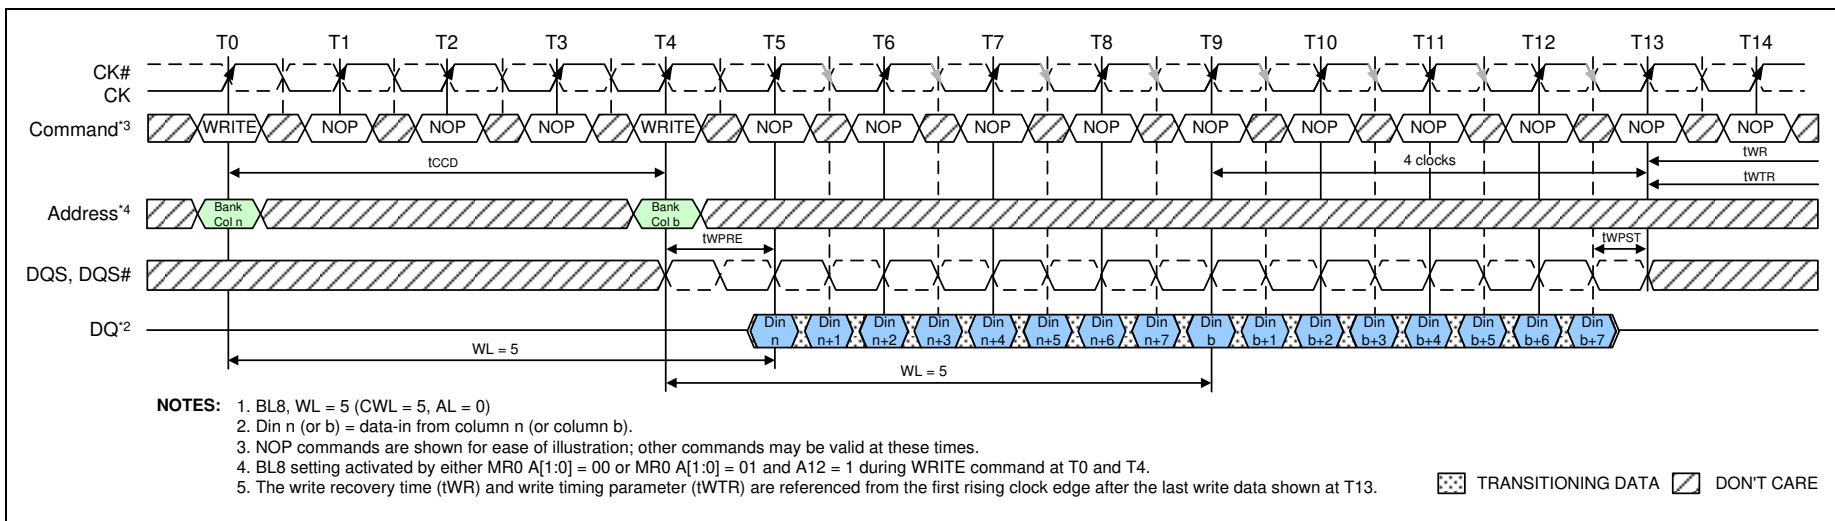 T0 T1 T2 T3 T4 T5 T6 T7 T8 T9 T10 T11 T12 T13 T14
CK#
CK
Command*3 WRITE NOP NOP NOP WRITE NOP NOP NOP NOP NOP NOP NOP NOP NOP NOP
tCCD 4 clocks tWR
tWTR
Address*4 Bank Col n Bank Col b
tWPRE tWPST
DQS, DQS#
DQ*2 Din n Din n+1 Din n+2 Din n+3 Din n+4 Din n+5 Din n+6 Din n+7 Din b Din b+1 Din b+2 Din b+3 Din b+4 Din b+5 Din b+6 Din b+7
WL = 5
WL = 5
NOTES: 1. BL8, WL = 5 (CWL = 5, AL = 0)
2. Din n (or b) = data-in from column n (or column b).
3. NOP commands are shown for ease of illustration; other commands may be valid at these times.
4. BL8 setting activated by either MR0 A[1:0] = 00 or MR0 A[1:0] = 01 and A12 = 1 during WRITE command at T0 and T4.
5. The write recovery time (tWR) and write timing parameter (tWTR) are referenced from the first rising clock edge after the last write data shown at T13.
TRANSITIONING DATA DON'T CARE